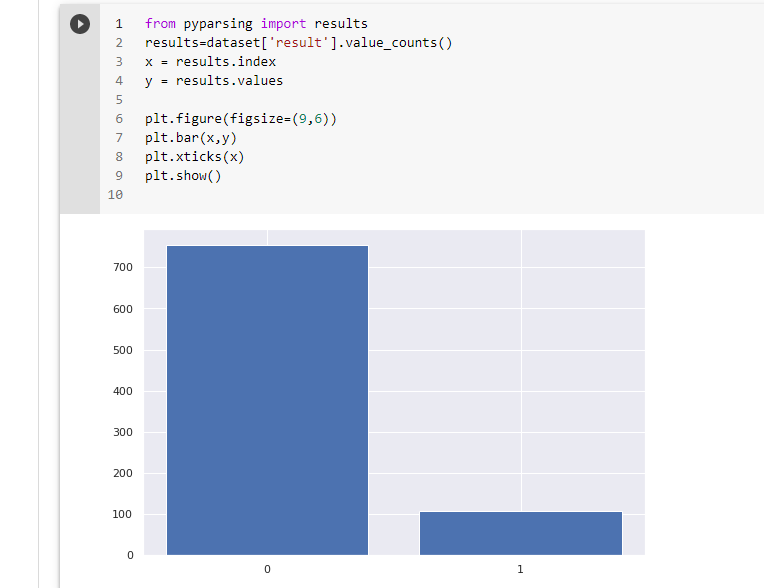 1 from pyparsing import results
2 results=dataset['result'].value_counts()
3 x = results.index
4 y = results.values
5
6 plt.figure(figsize=(9,6))
7 plt.bar(x,y)
8 plt.xticks(x)
9 plt.show()
10
700
600
500
400
300
200
100
0
0 1